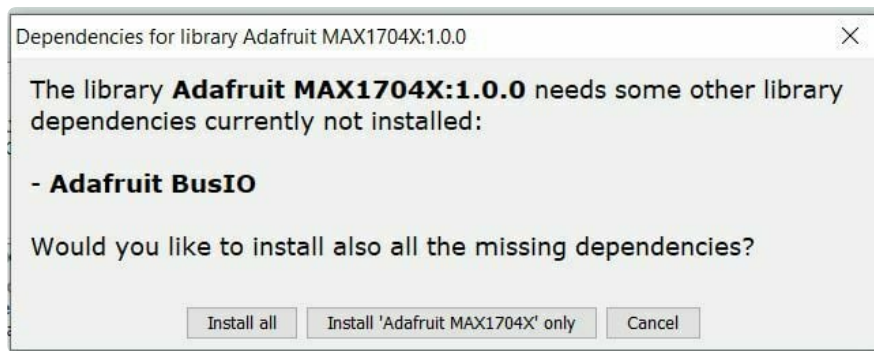 Dependencies for library Adafruit MAX1704X:1.0.0
The library Adafruit MAX1704X:1.0.0 needs some other library
dependencies currently not installed:
- Adafruit BusIO
Would you like to install also all the missing dependencies?
Install all
Install 'Adafruit MAX1704X' only
Cancel